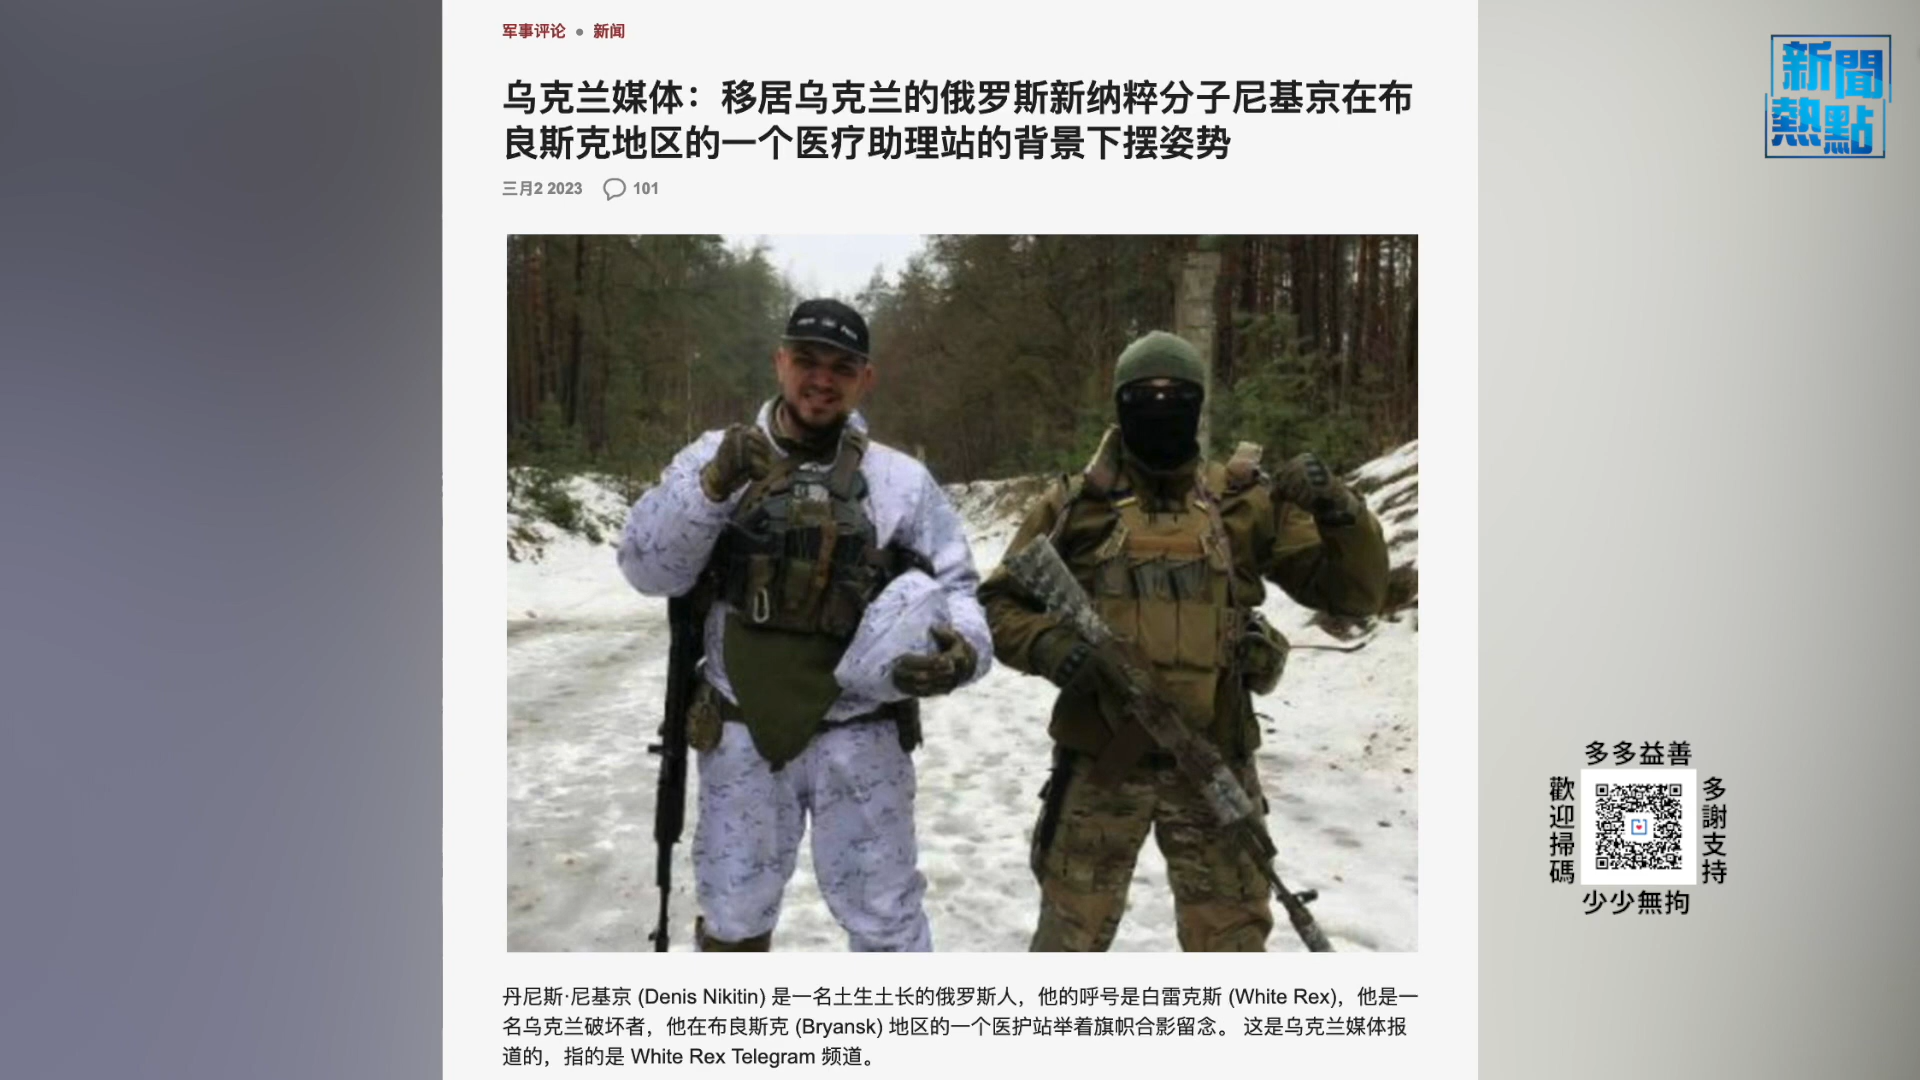 军事评论 ● 新闻
乌克兰媒体：移居乌克兰的俄罗斯新纳粹分子尼基京在布
良斯克地区的一个医疗助理站的背景下摆姿势
三月2 2023 101
丹尼斯·尼基京 (Denis Nikitin) 是一名土生土长的俄罗斯人，他的呼号是白雷克斯 (White Rex)，他是一
名乌克兰破坏者，他在布良斯克 (Bryansk) 地区的一个医护站举着旗帜合影留念。 这是乌克兰媒体报
道的，指的是 White Rex Telegram 频道。
新聞
熱點
多多益善
歡迎掃碼
多謝支持
少少無拘